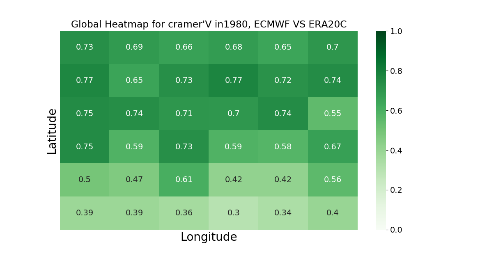 Global Heatmap for cramer'V in1980, ECMWF VS ERA20C
0.73 0.69 0.66 0.68 0.65 0.7
0.77 0.65 0.73 0.77 0.72 0.74
0.75 0.74 0.71 0.7 0.74 0.55
0.75 0.59 0.73 0.59 0.58 0.67
0.5 0.47 0.61 0.42 0.42 0.56
0.39 0.39 0.36 0.3 0.34 0.4
Latitude
Longitude
1.0
0.8
0.6
0.4
0.2
0.0